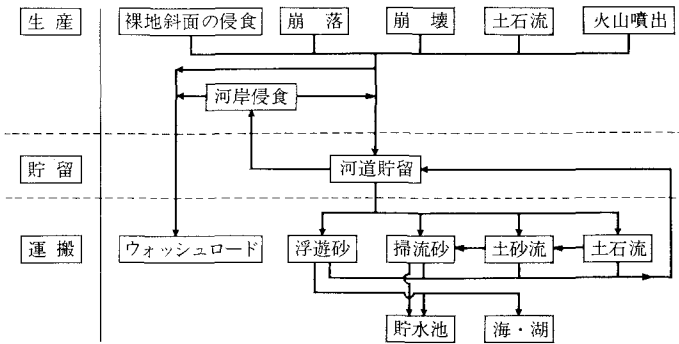 生産 裸地斜面の侵食 崩落 崩壊 土石流 火山噴出
河岸侵食
貯留 河道貯留
運搬 ウォッシュロード 浮遊砂 掃流砂 土砂流 土石流
貯水池 海・湖